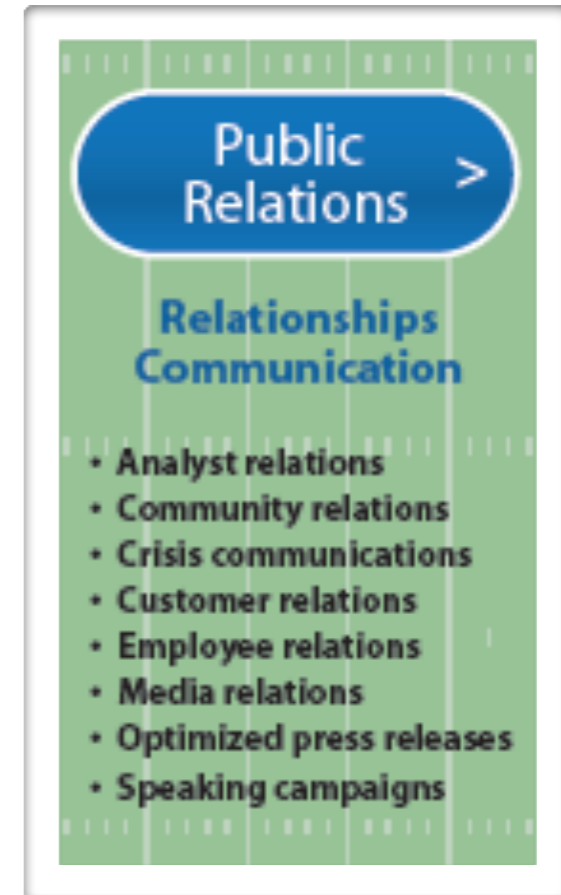 Public
Relations >
Relationships
Communication
• Analyst relations
• Community relations
• Crisis communications
• Customer relations
• Employee relations
• Media relations
• Optimized press releases
• Speaking campaigns